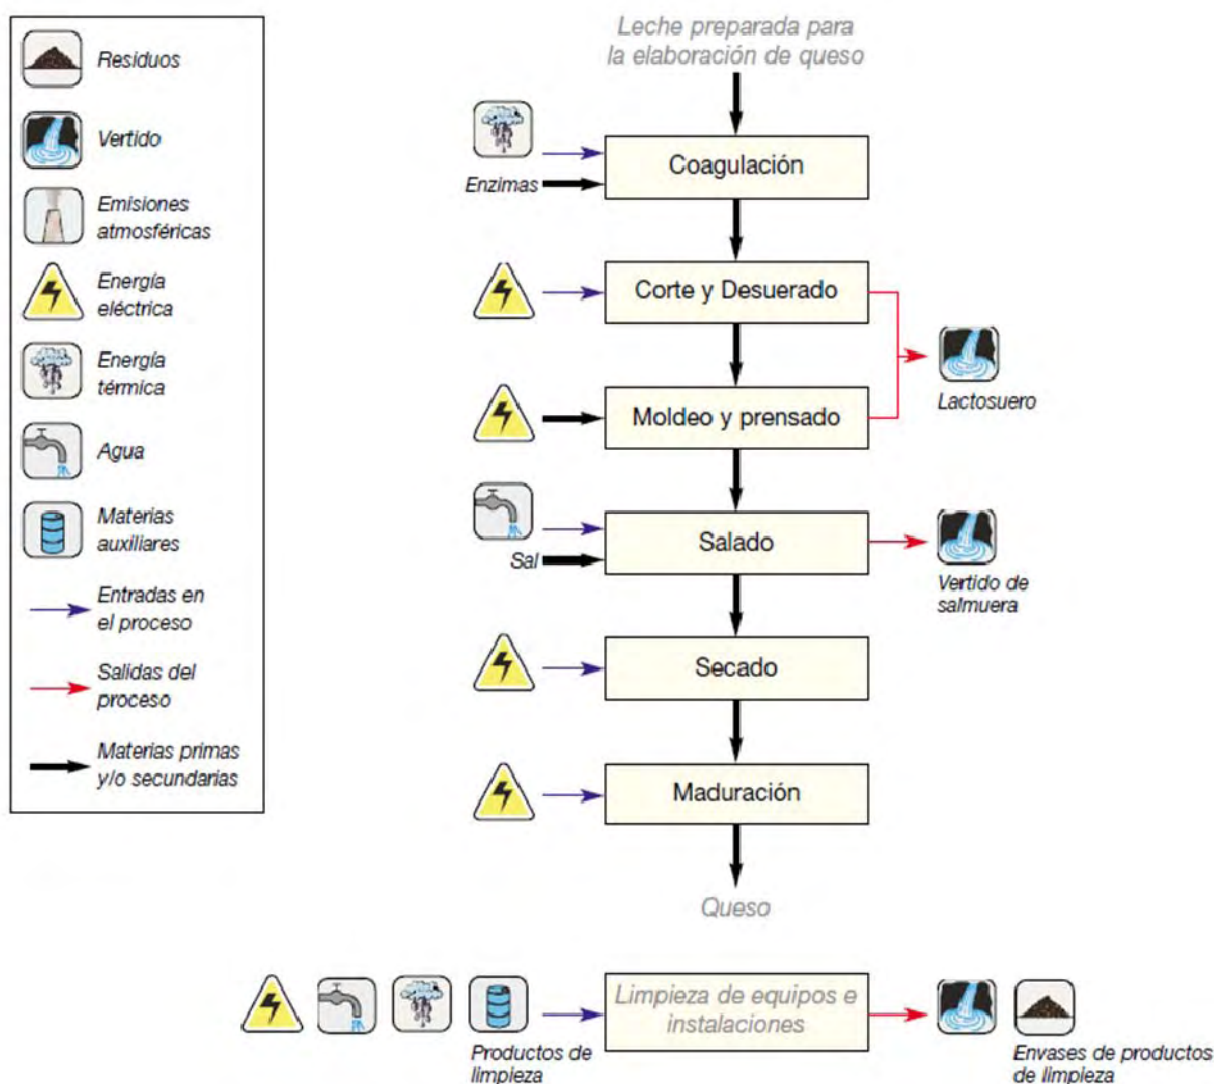 Residuos
Vertido
Emisiones
atmosféricas
Energía
eléctrica
Energía
térmica
Agua
Materias
auxiliares
Entradas en
el proceso
Salidas del
proceso
Materias primas
y/o secundarias
Leche preparada para
la elaboración de queso
Coagulación
Enzimas
Corte y Desuerado
Lactosuero
Moldeo y prensado
Salado
Sal
Vertido de
salmuera
Secado
Maduración
Queso
Limpieza de equipos e
instalaciones
Productos de
limpieza
Envases de productos
de limpieza